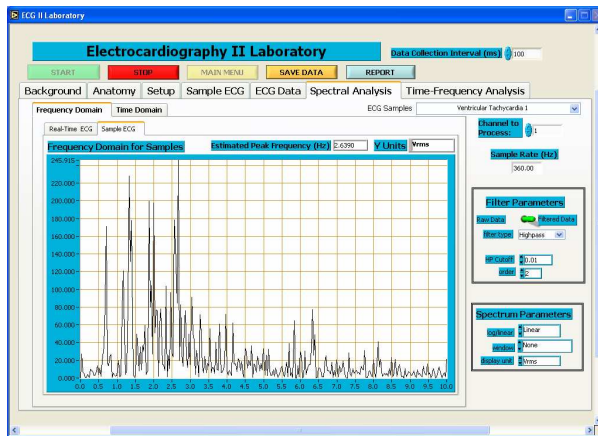 ECG II Laboratory
Electrocardiography II Laboratory
Data Collection Interval (ms) 100
START STOP MAIN MENU SAVE DATA REPORT
Background Anatomy Setup Sample ECG ECG Data Spectral Analysis Time-Frequency Analysis
Frequency Domain Time Domain
ECG Samples Ventricular Tachycardia 1
Real-Time ECG Sample ECG
Channel to Process: 1
Frequency Domain for Samples
Estimated Peak Frequency (Hz) 2.6390
Y Units Vrms
Sample Rate (Hz)
360.00
245.915
220.000
200.000
180.000
160.000
140.000
120.000
100.000
80.000
60.000
40.000
20.000
0.000
0.0 0.5 1.0 1.5 2.0 2.5 3.0 3.5 4.0 4.5 5.0 5.5 6.0 6.5 7.0 7.5 8.0 8.5 9.0 9.5 10.0
Filter Parameters
Raw Data Filtered Data
filter type Highpass
HP Cutoff 0.01
order 2
Spectrum Parameters
log/linear Linear
window None
display unit Vrms